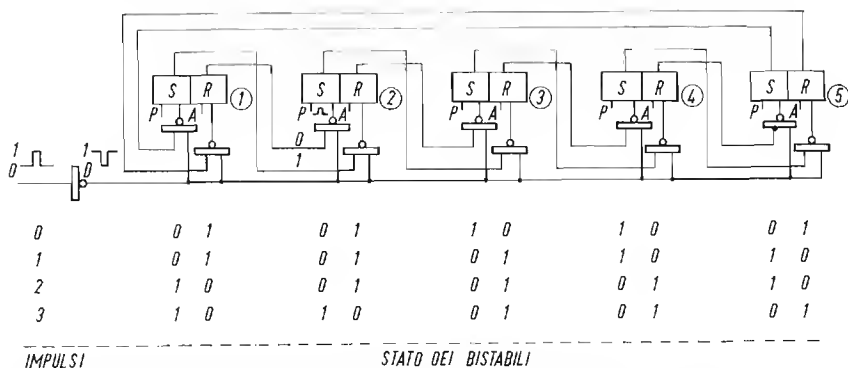 S R 1 S R 2 S R 3 S R 4 S R 5
P A P A P A P A P A
0
1
1 0 1 0
0 0 1 0 1 1 0 1 0 0 1
1 0 1 0 1 0 1 1 0 1 0
2 1 0 0 1 0 1 0 1 1 0
3 1 0 1 0 0 1 0 1 0 1
IMPULSI STATO DEI BISTABILI